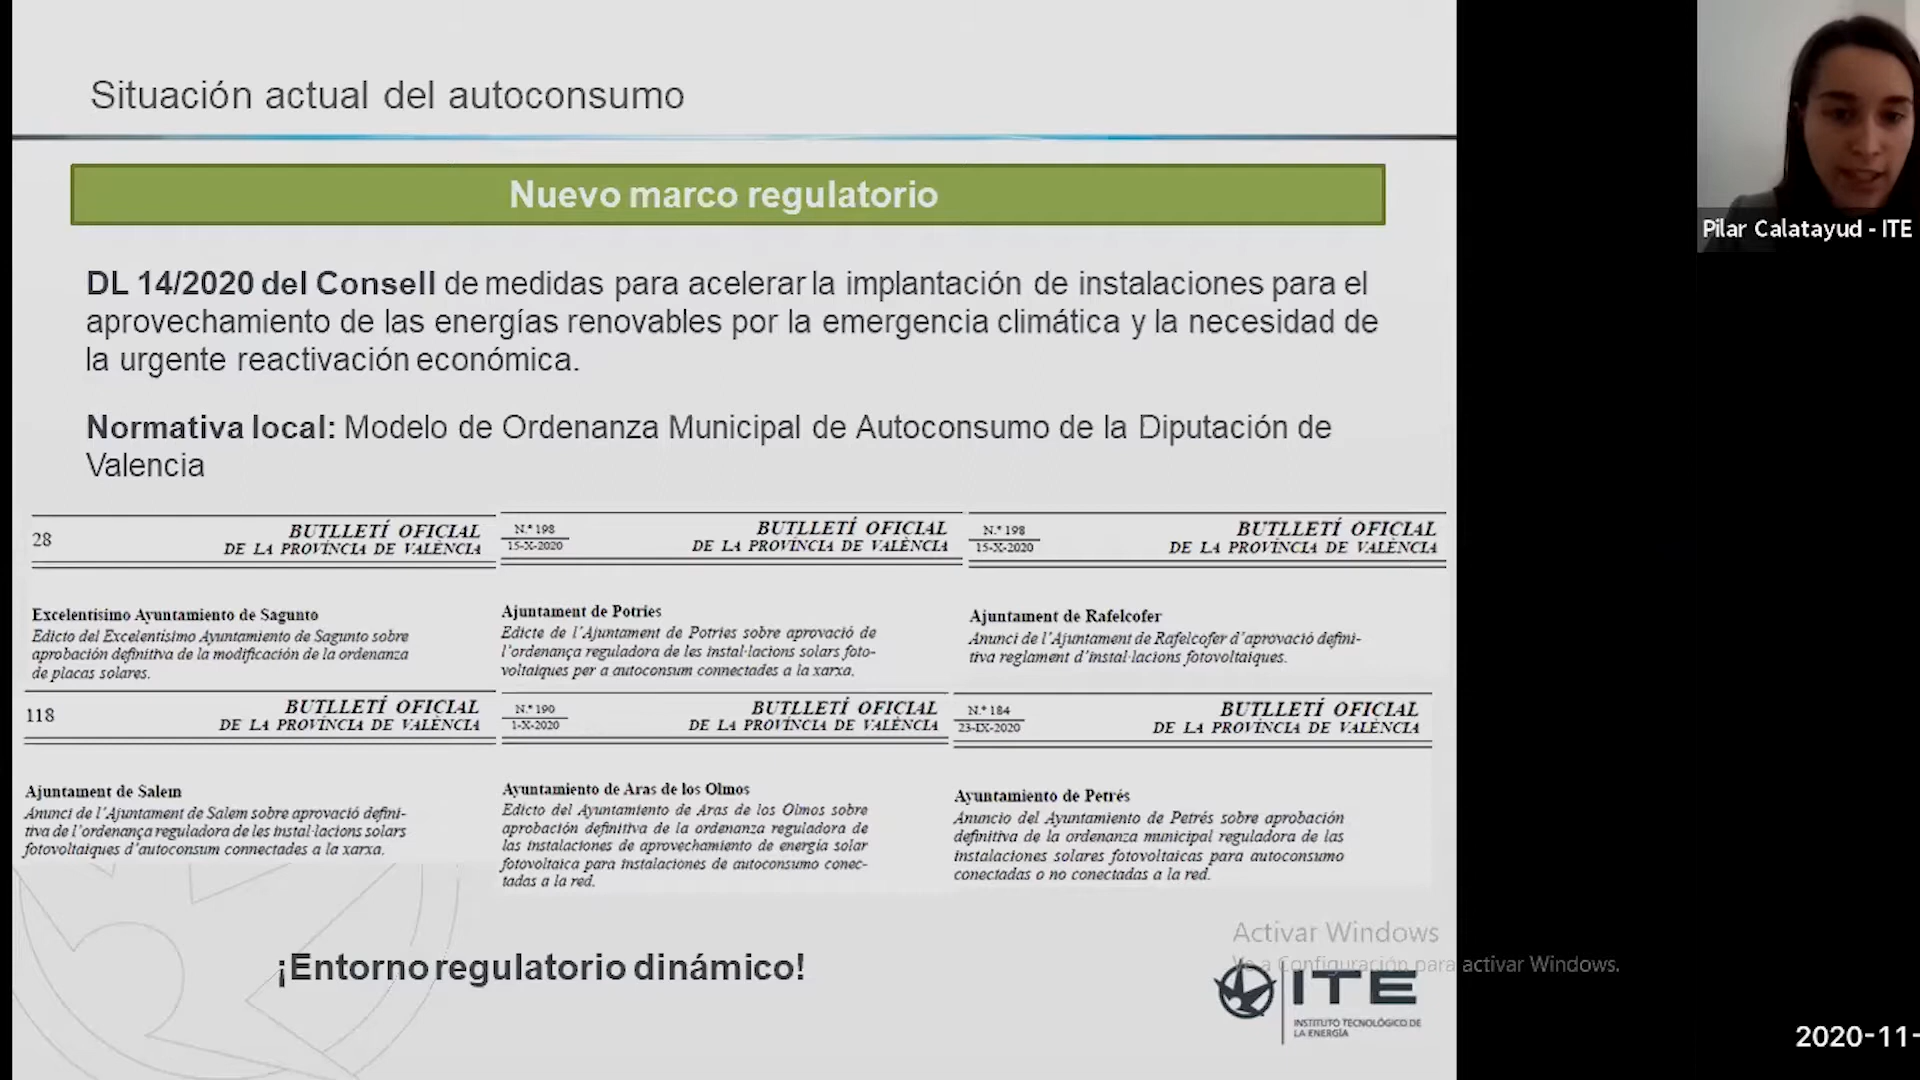 Situación actual del autoconsumo
Nuevo marco regulatorio
DL 14/2020 del Consell de medidas para acelerar la implantación de instalaciones para el
aprovechamiento de las energías renovables por la emergencia climática y la necesidad de
la urgente reactivación económica.
Normativa local: Modelo de Ordenanza Municipal de Autoconsumo de la Diputación de
Valencia
28
BUTLLETÍ OFICIAL
DE LA PROVÍNCIA DE VALÈNCIA
Excelentísimo Ayuntamiento de Sagunto
Edicto del Excelentísimo Ayuntamiento de Sagunto sobre
aprobación definitiva de la modificación de la ordenanza
de placas solares.
N.º 198
15-X-2020
BUTLLETÍ OFICIAL
DE LA PROVÍNCIA DE VALÈNCIA
Ajuntament de Potries
Edicte de l'Ajuntament de Potries sobre aprovació de
l'ordenança reguladora de les instal·lacions solars foto-
voltaiques per a autoconsum connectades a la xarxa.
N.º 198
15-X-2020
BUTLLETÍ OFICIAL
DE LA PROVÍNCIA DE VALÈNCIA
Ajuntament de Rafelcofer
Anunci de l'Ajuntament de Rafelcofer d'aprovació defini-
tiva reglament d'instal·lacions fotovoltaiques.
118
BUTLLETÍ OFICIAL
DE LA PROVÍNCIA DE VALÈNCIA
Ajuntament de Salem
Anunci de l'Ajuntament de Salem sobre aprovació defini-
tiva de l'ordenança reguladora de les instal·lacions solars
fotovoltaiques d'autoconsum connectades a la xarxa.
N.º 190
1-X-2020
BUTLLETÍ OFICIAL
DE LA PROVÍNCIA DE VALÈNCIA
Ayuntamiento de Aras de los Olmos
Edicto del Ayuntamiento de Aras de los Olmos sobre
aprobación definitiva de la ordenanza reguladora de
las instalaciones de aprovechamiento de energía solar
fotovoltaica para instalaciones de autoconsumo conec-
tadas a la red.
N.º 184
23-IX-2020
BUTLLETÍ OFICIAL
DE LA PROVÍNCIA DE VALÈNCIA
Ayuntamiento de Petrés
Anuncio del Ayuntamiento de Petrés sobre aprobación
definitiva de la ordenanza municipal reguladora de las
instalaciones solares fotovoltaicas para autoconsumo
conectadas o no conectadas a la red.
¡Entorno regulatorio dinámico!
Activar Windows
Ve a Configuración para activar Windows.
ITE
INSTITUTO TECNOLÓGICO DE
LA ENERGÍA
Pilar Calatayud - ITE
2020-11-